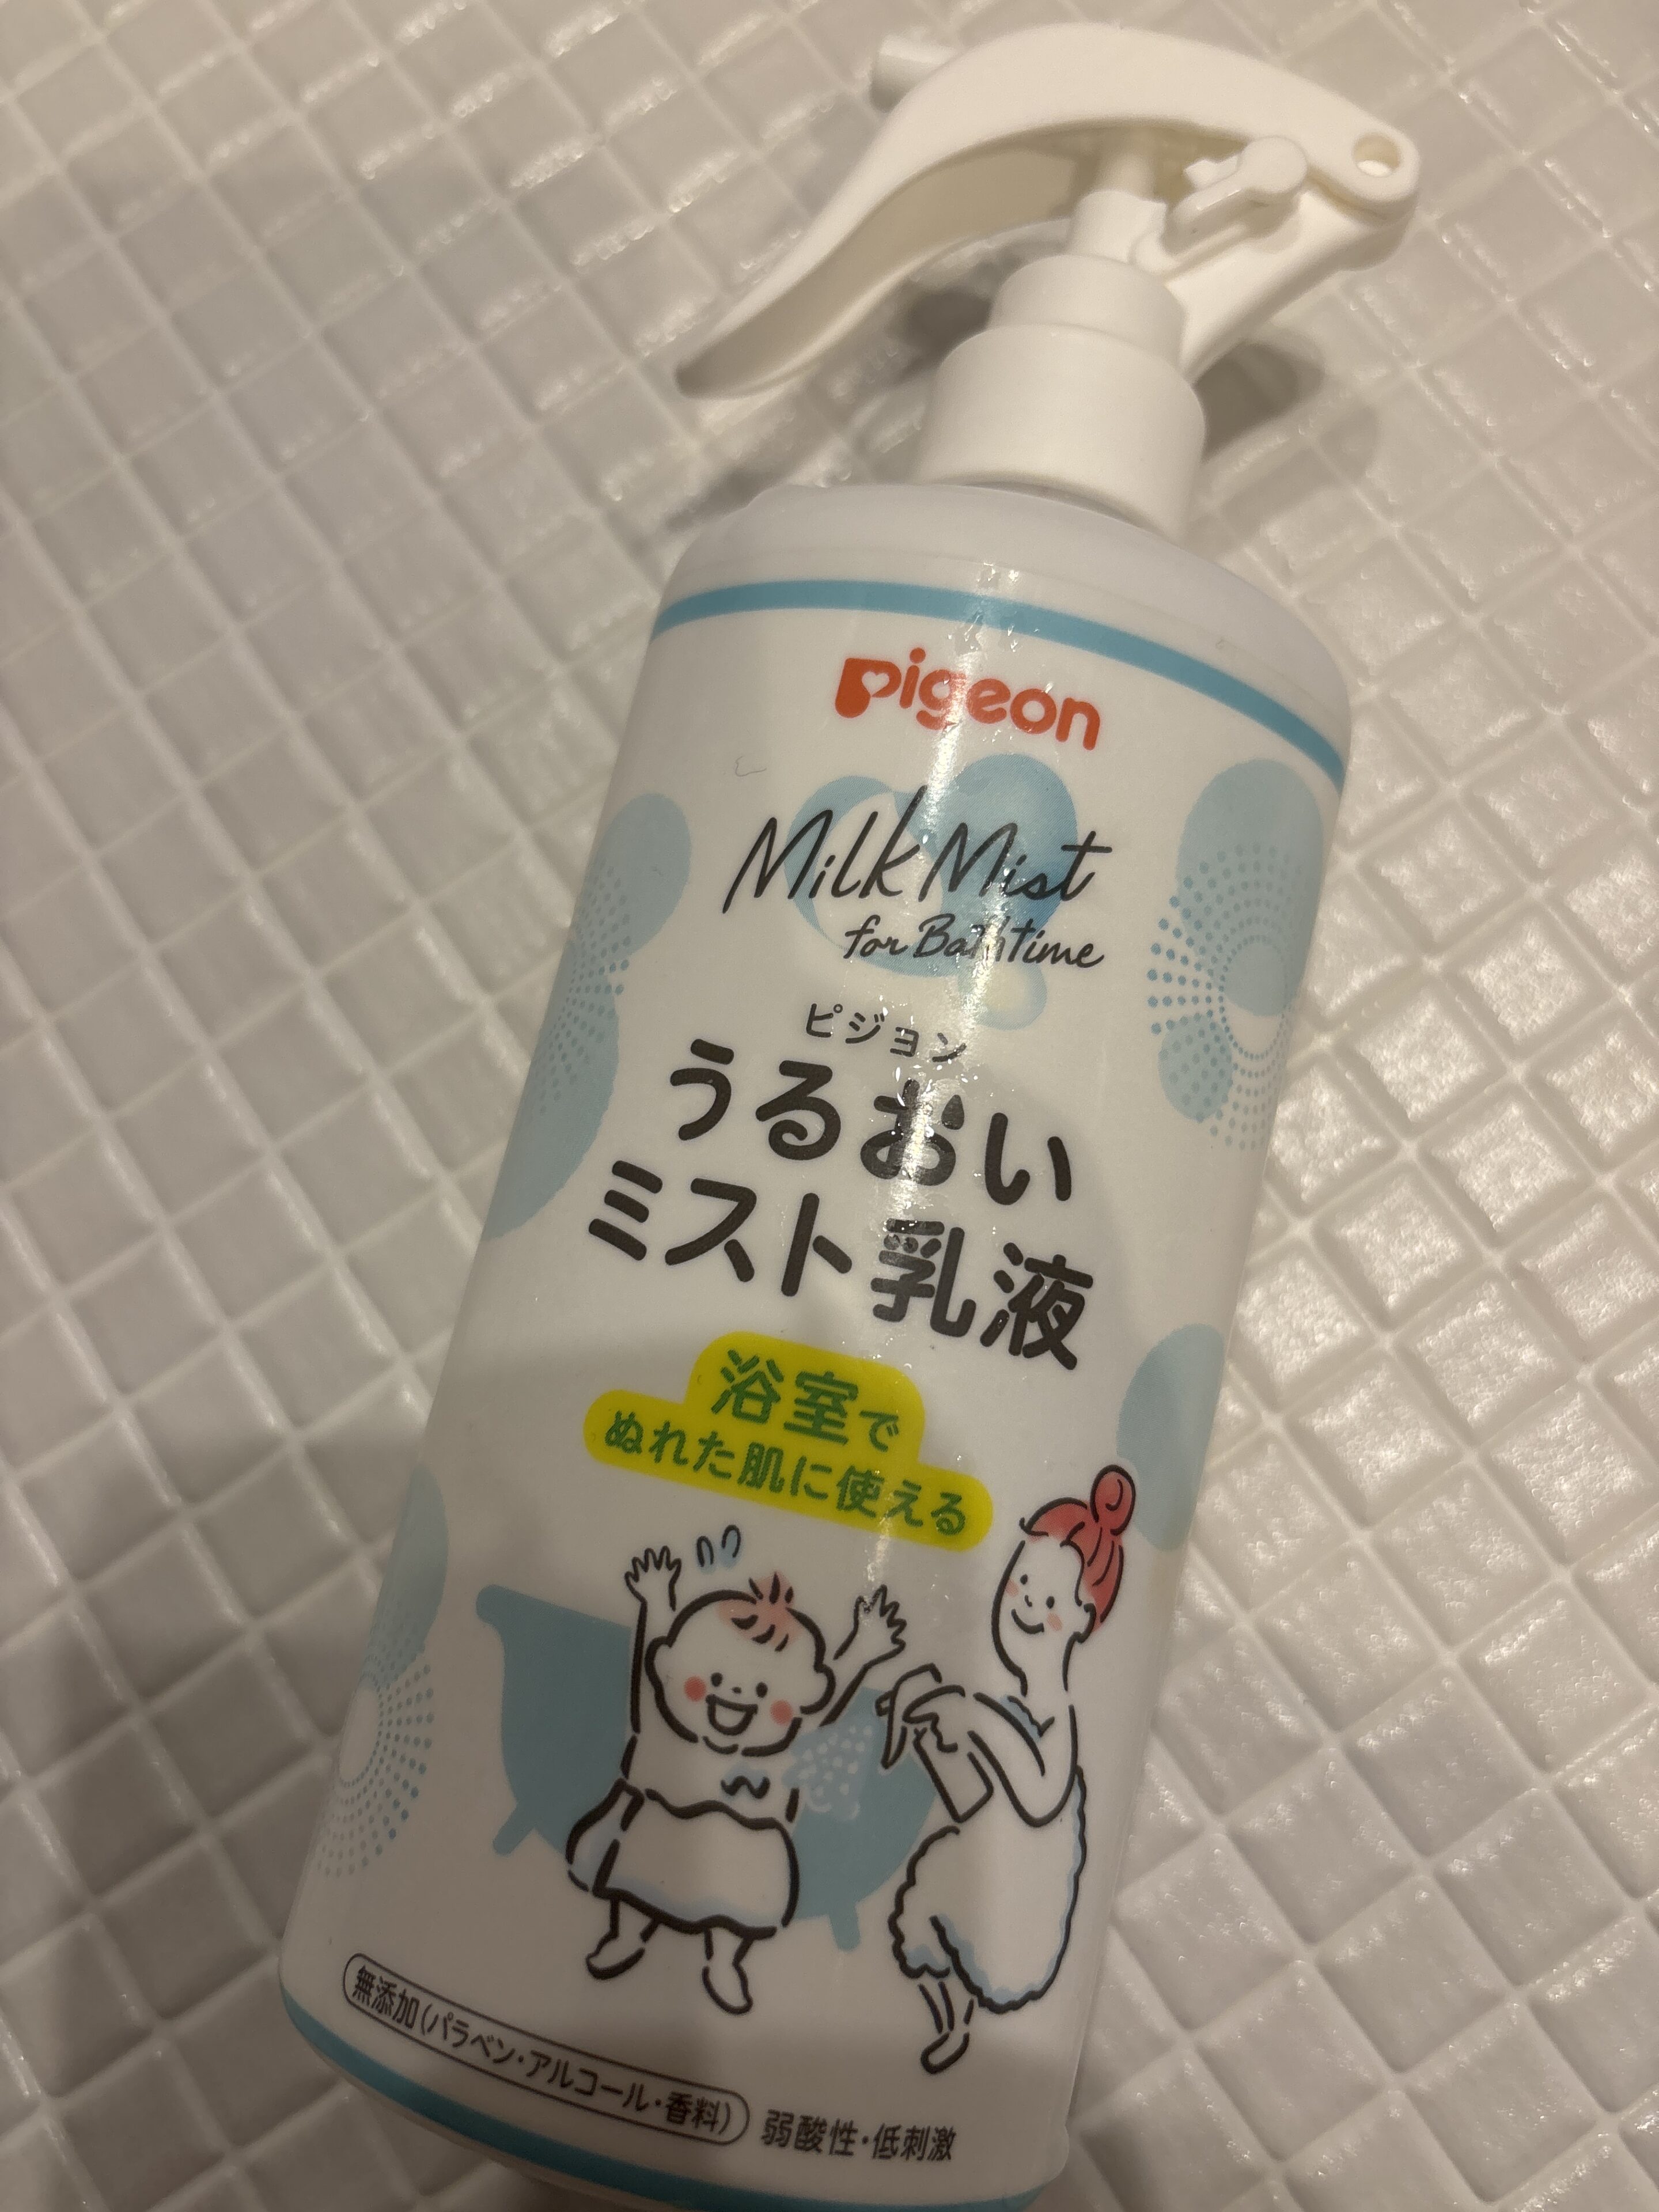 pigeon
Milk Mist
for Bathtime
ピジョン
うるおい
ミスト乳液
浴室で
ぬれた肌に使える
無添加(パラベン・アルコール・香料) 弱酸性・低刺激